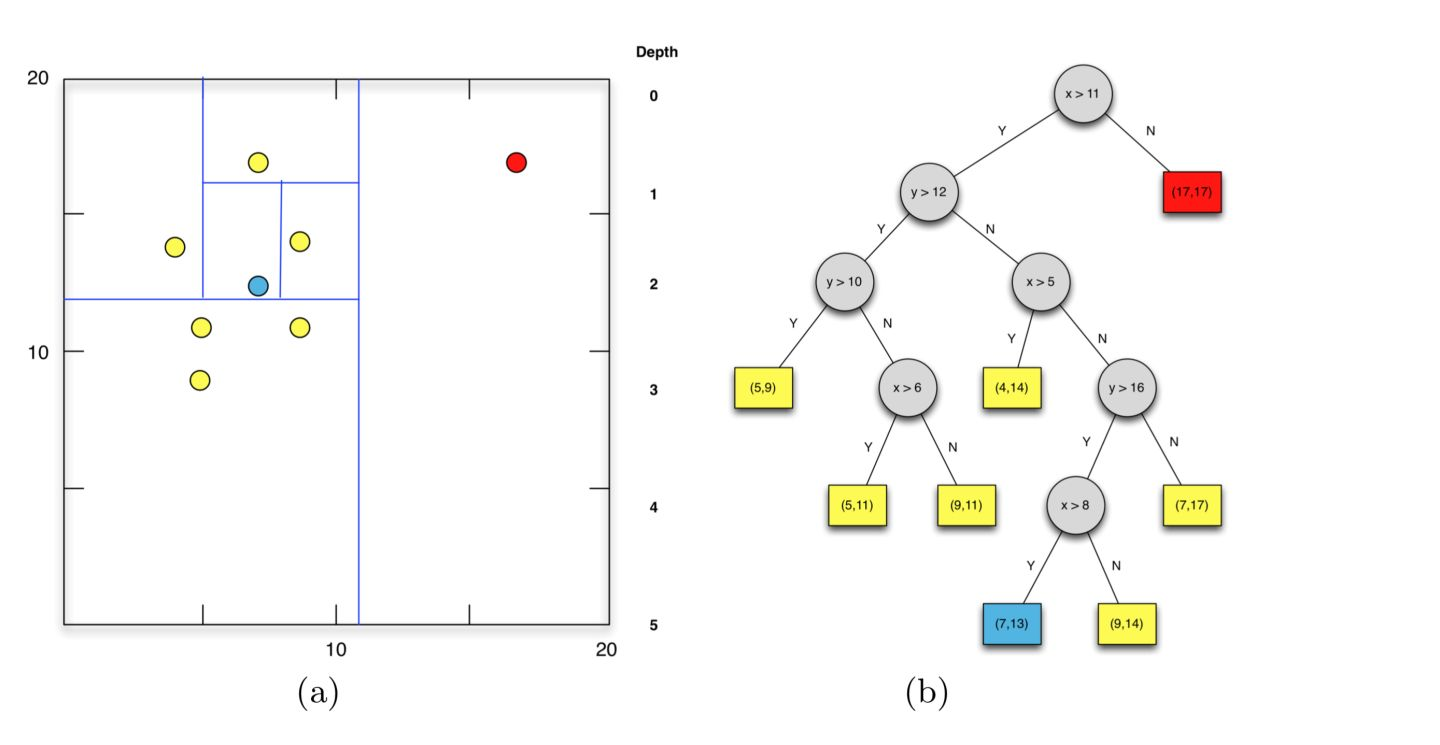 Depth
20
0
x > 11
Y
N
1
y > 12
(17,17)
Y
N
2
y > 10
x > 5
Y
N
Y
N
10
3
(5,9)
x > 6
(4,14)
y > 16
Y
N
Y
N
4
(5,11)
(9,11)
x > 8
(7,17)
Y
N
5
(7,13)
(9,14)
10
20
(a)
(b)